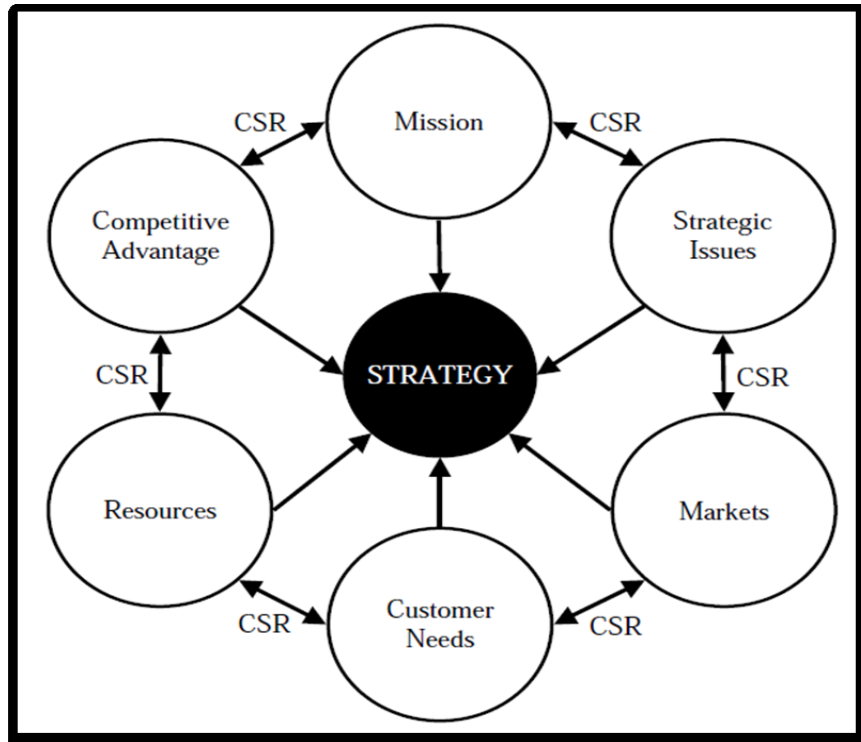 CSR
Mission
CSR
Competitive
Advantage
Strategic
Issues
CSR
STRATEGY
CSR
Resources
Markets
CSR
Customer
Needs
CSR